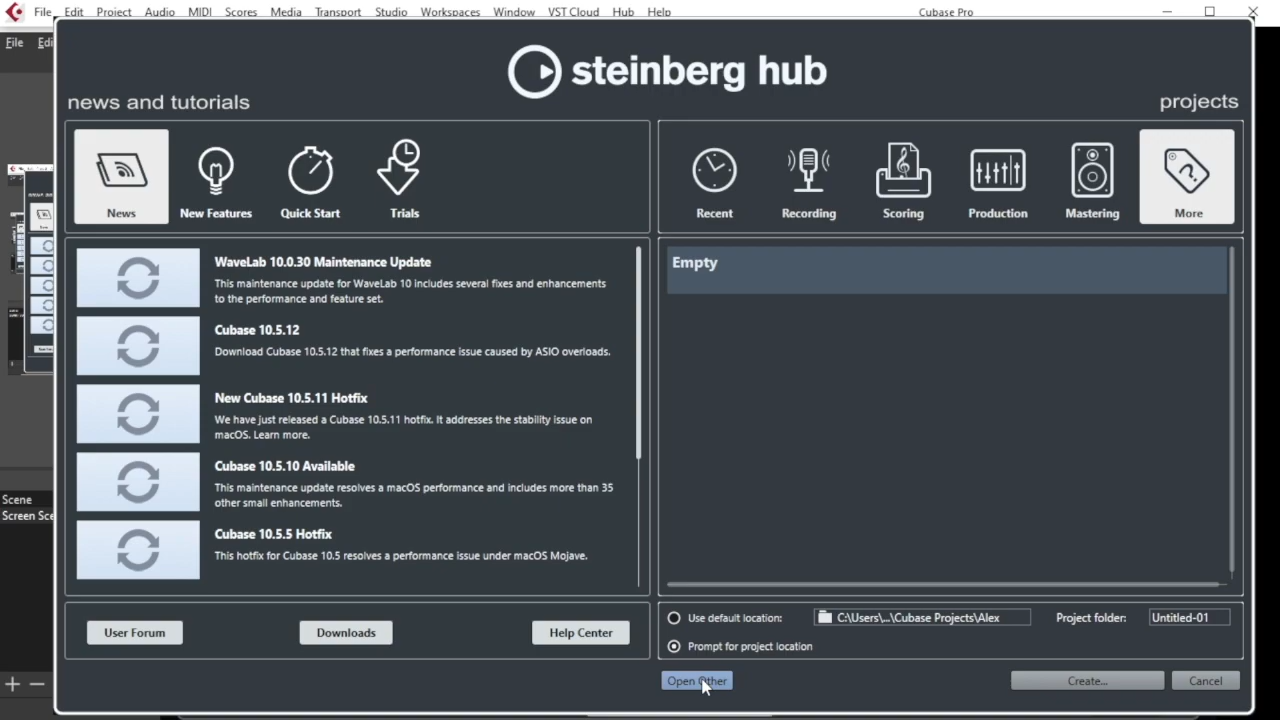 File Edit Project Audio MIDI Scores Media Transport Studio Workspaces Window VST Cloud Hub Help Cubase Pro
File
steinberg hub
news and tutorials
projects
News
New Features
Quick Start
Trials
Recent
Recording
Scoring
Production
Mastering
More
WaveLab 10.0.30 Maintenance Update
This maintenance update for WaveLab 10 includes several fixes and enhancements
to the performance and feature set.
Cubase 10.5.12
Download Cubase 10.5.12 that fixes a performance issue caused by ASIO overloads.
New Cubase 10.5.11 Hotfix
We have just released a Cubase 10.5.11 hotfix. It addresses the stability issue on
macOS. Learn more.
Cubase 10.5.10 Available
This maintenance update resolves a macOS performance and includes more than 35
other small enhancements.
Cubase 10.5.5 Hotfix
This hotfix for Cubase 10.5 resolves a performance issue under macOS Mojave.
Empty
Scene
Screen Sce
User Forum
Downloads
Help Center
Use default location:
C:\Users\...\Cubase Projects\Alex
Project folder:
Untitled-01
Prompt for project location
Open Other
Create...
Cancel